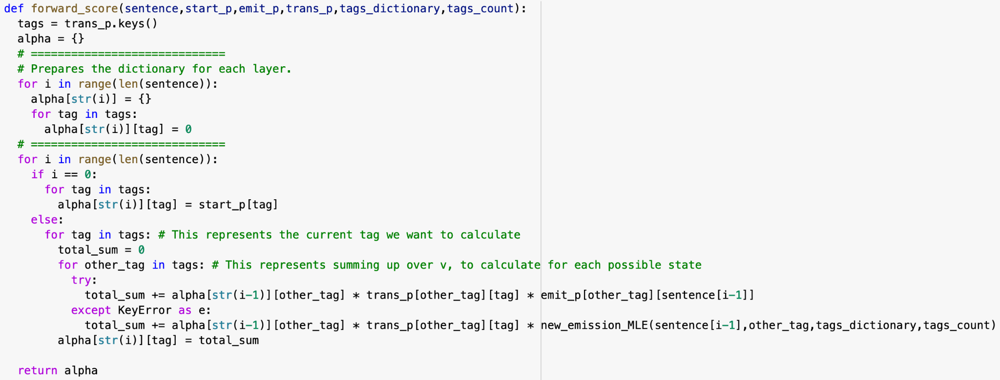 def forward_score(sentence,start_p,emit_p,trans_p,tags_dictionary,tags_count):
  tags = trans_p.keys()
  alpha = {}
  # =============================
  # Prepares the dictionary for each layer.
  for i in range(len(sentence)):
    alpha[str(i)] = {}
    for tag in tags:
      alpha[str(i)][tag] = 0
  # =============================
  for i in range(len(sentence)):
    if i == 0:
      for tag in tags:
        alpha[str(i)][tag] = start_p[tag]
    else:
      for tag in tags: # This represents the current tag we want to calculate
        total_sum = 0
        for other_tag in tags: # This represents summing up over v, to calculate for each possible state
          try:
            total_sum += alpha[str(i-1)][other_tag] * trans_p[other_tag][tag] * emit_p[other_tag][sentence[i-1]]
          except KeyError as e:
            total_sum += alpha[str(i-1)][other_tag] * trans_p[other_tag][tag] * new_emission_MLE(sentence[i-1],other_tag,tags_dictionary,tags_count)
        alpha[str(i)][tag] = total_sum

  return alpha